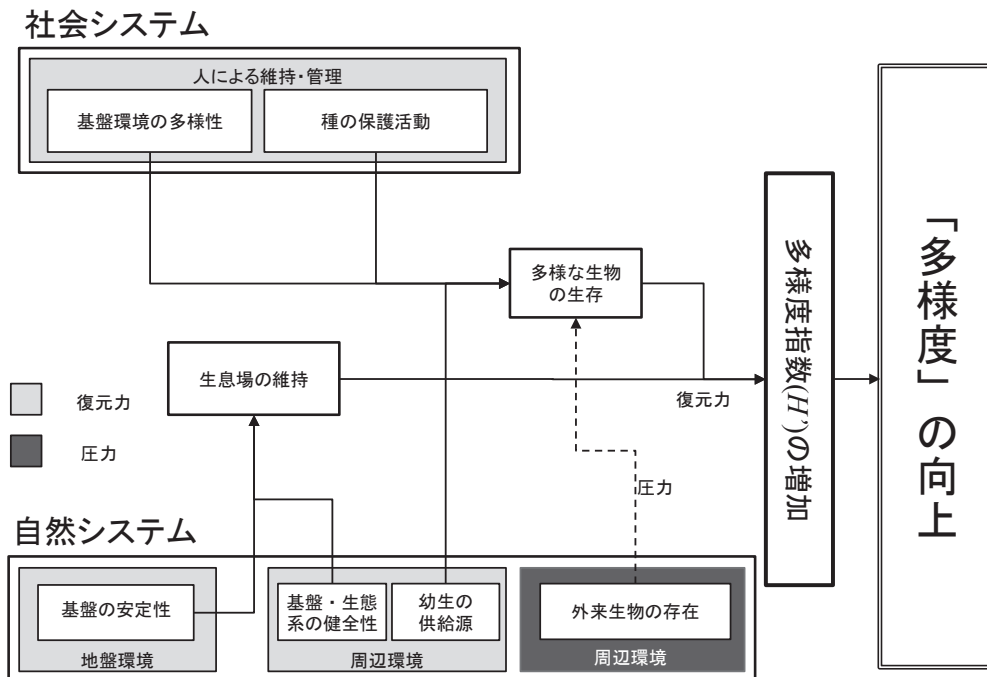 社会システム
人による維持・管理
基盤環境の多様性
種の保護活動
多様な生物
の生存
生息場の維持
復元力
圧力
復元力
圧力
多様度指数(H’)の増加
「多様度」の向上
自然システム
基盤の安定性
地盤環境
基盤・生態
系の健全性
幼生の
供給源
周辺環境
外来生物の存在
周辺環境